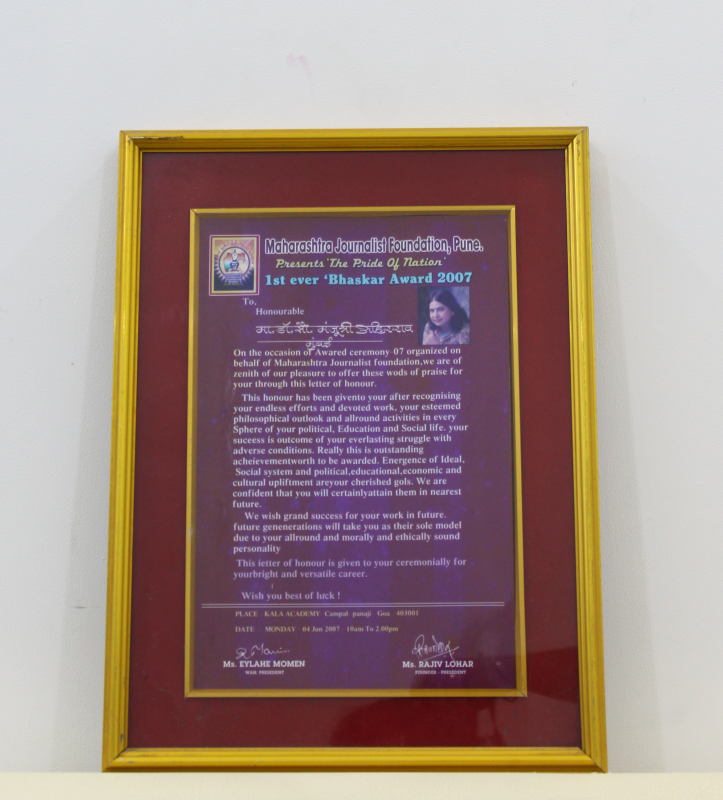 Maharashtra Journalist Foundation, Pune.
Presents 'The Pride Of Nation'
1st ever 'Bhaskar Award 2007
To,
Honourable
मा. डॉ. सौ. मंजुश्री अहिरराव
मुंबई
On the occasion of Awared ceremony-07 organized on
behalf of Maharashtra Journalist foundation,we are of
zenith of our pleasure to offer these wods of praise for
your through this letter of honour.
This honour has been givento your after recognising
your endless efforts and devoted work, your esteemed
philosophical outlook and allround activities in every
Sphere of your political, Education and Social life. your
success is outcome of your everlasting struggle with
adverse conditions. Really this is outstanding
acheievementworth to be awarded. Energence of Ideal,
Social system and political,educational,economic and
cultural upliftment areyour cherished gols. We are
confident that you will certainlyattain them in nearest
future.
We wish grand success for your work in future.
future genenerations will take you as their sole model
due to your allround and morally and ethically sound
personality
This letter of honour is given to your ceremonially for
yourbright and versatile career.
Wish you best of luck !
PLACE KALA ACADEMY Campal panaji Goa 403001
DATE MONDAY 04 Jun 2007 10am To 2.00pm
Ms. EYLAHE MOMEN
Ms. RAJIV LOHAR
WAM PRESIDENT
FOUNDER - PRESIDENT